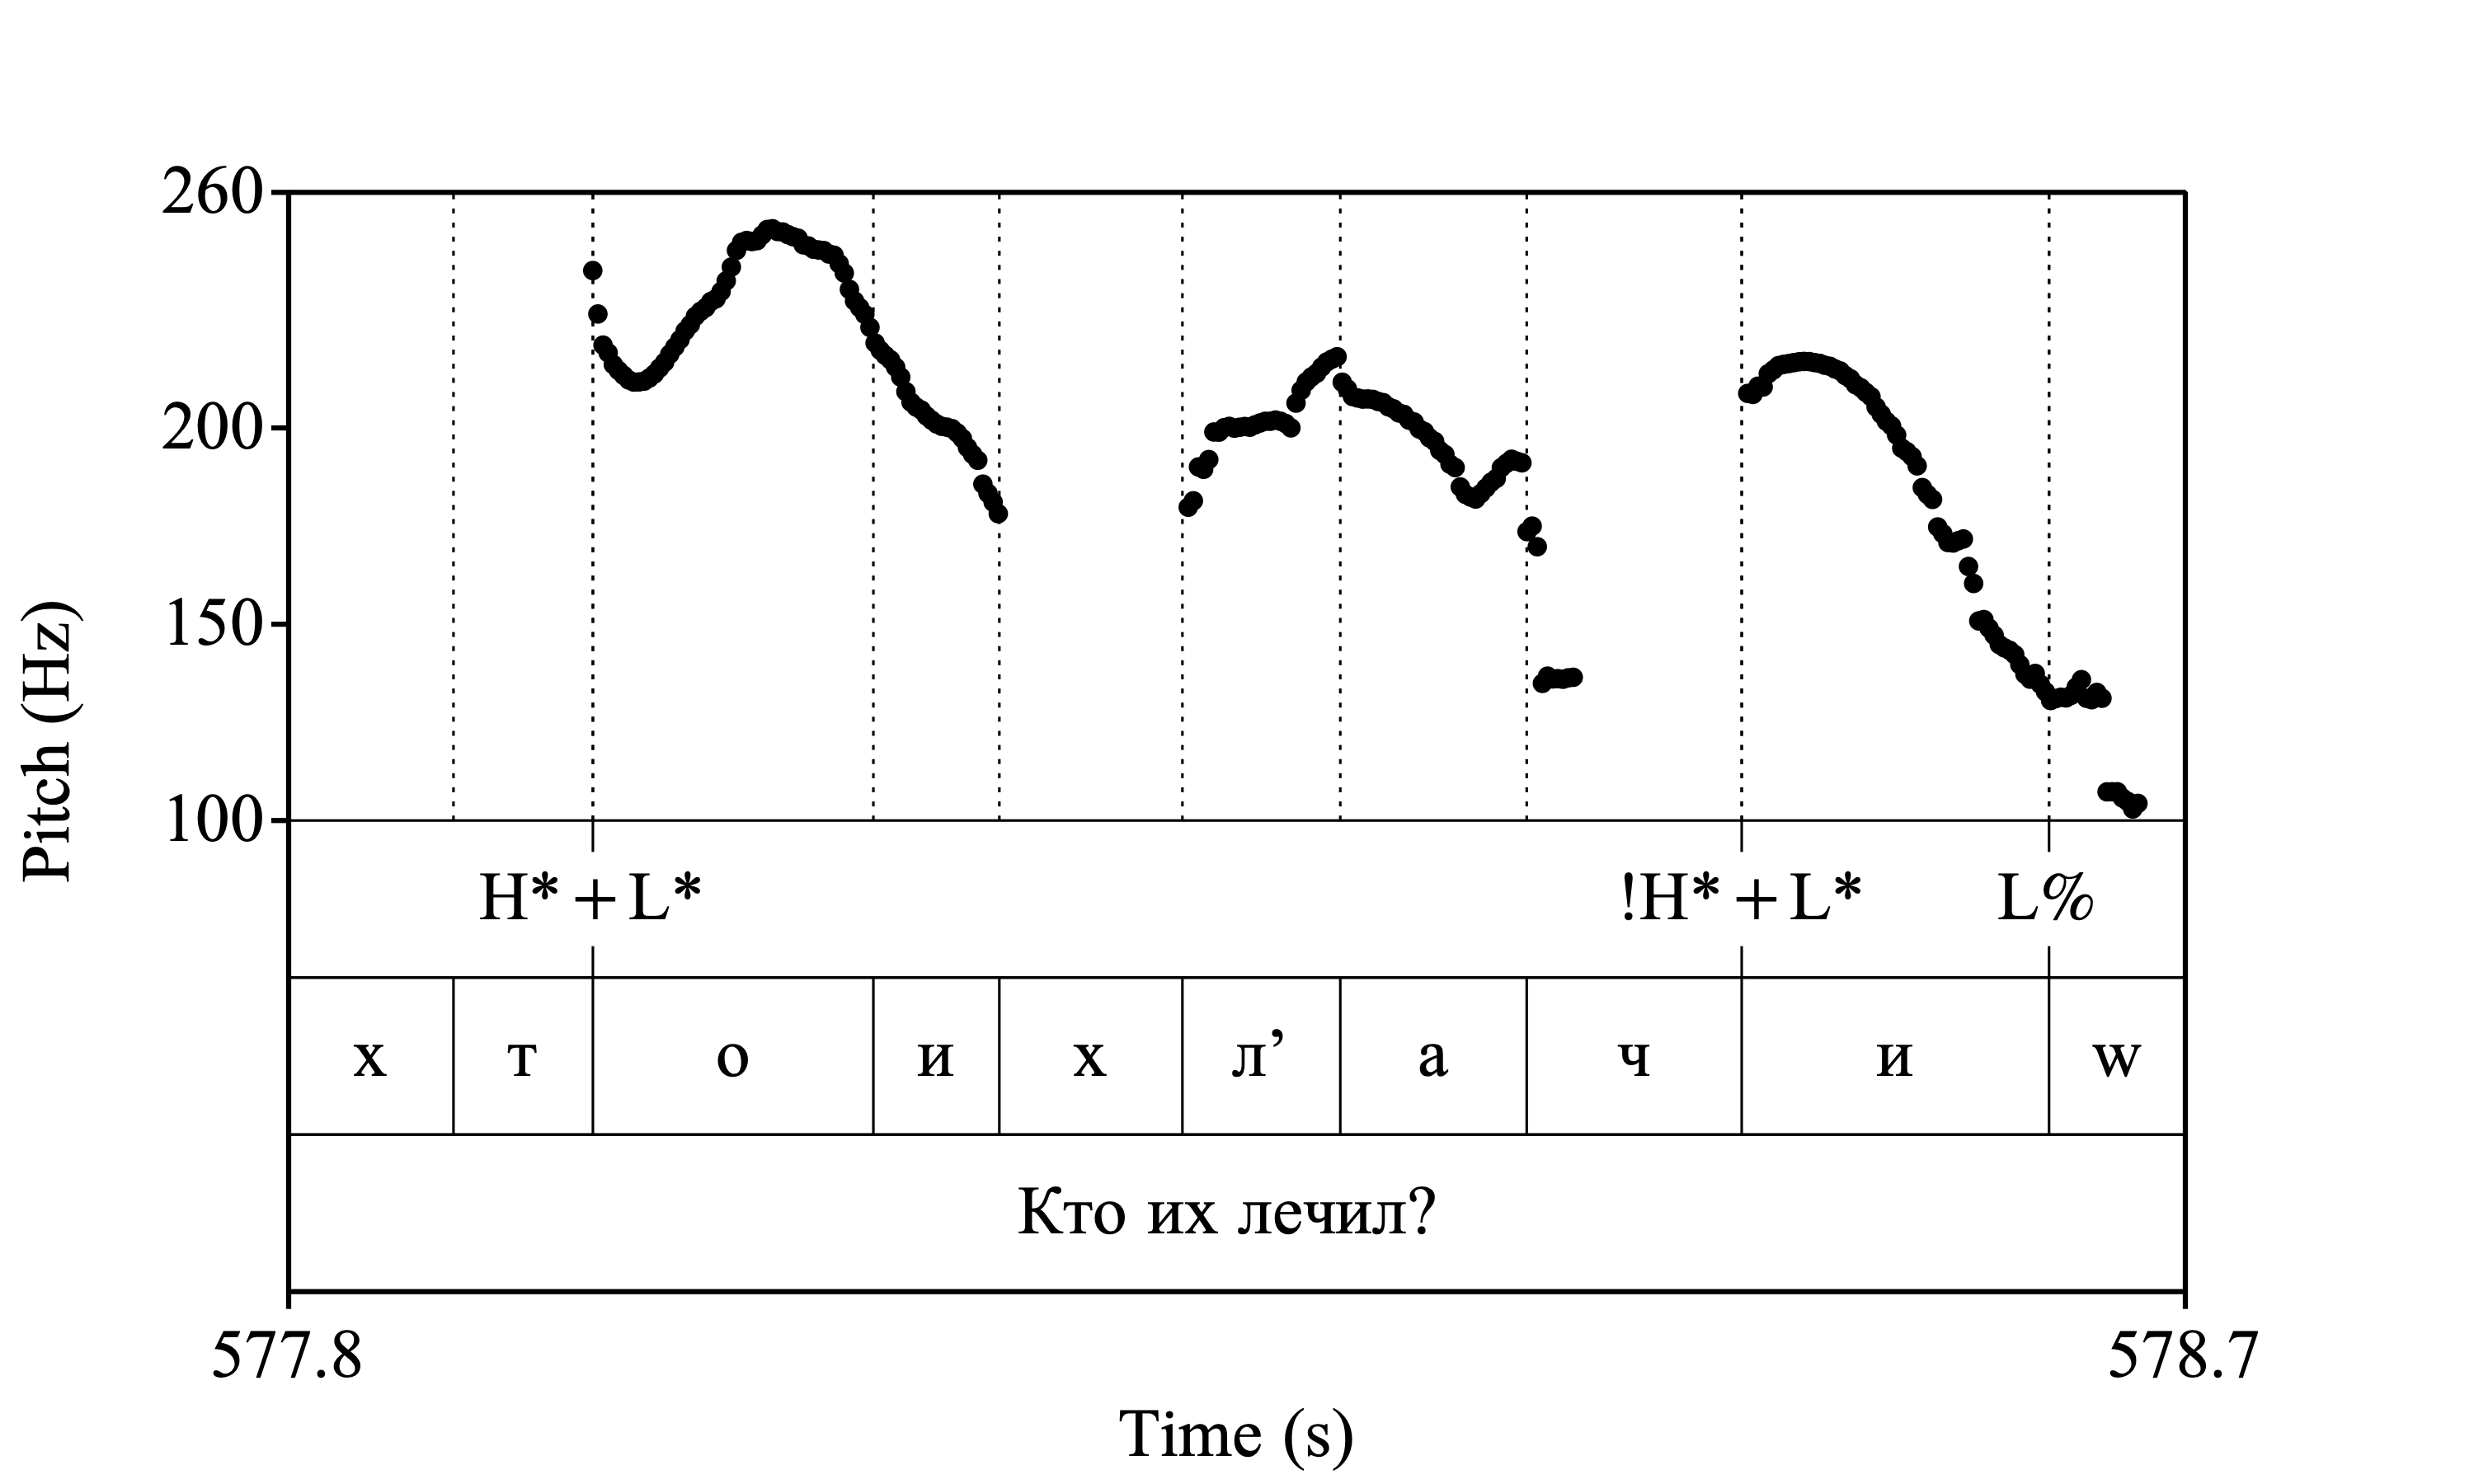 260
200
150
100
Pitch (Hz)
H*+L* !H*+L* L%
х т о и х л’ а ч и w
Кто их лечил?
577.8 578.7
Time (s)